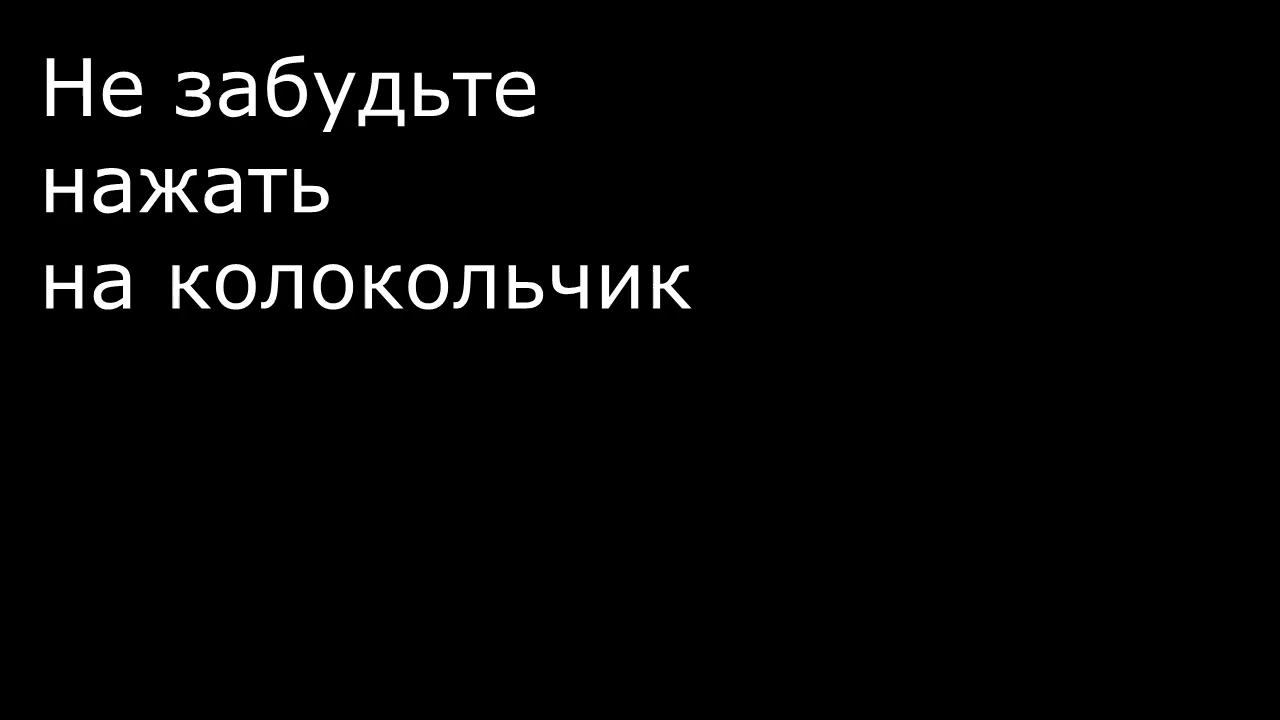 Не забудьте
нажать
на колокольчик